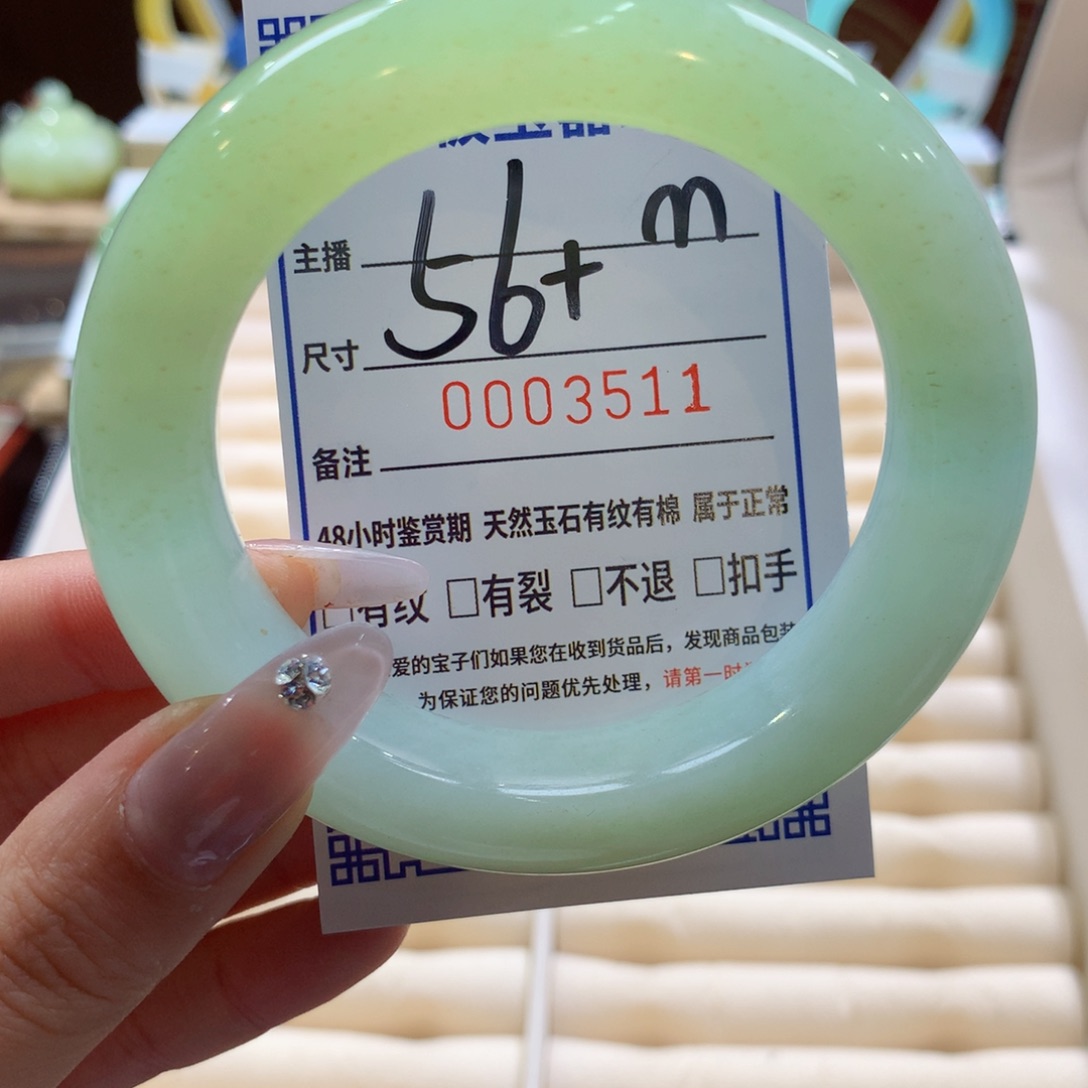 玉器
主播
尺寸 56+ m
0003511
备注
48小时鉴赏期 天然玉石有纹有棉 属于正常
□有纹 □有裂 □不退 □扣手
爱的宝子们如果您在收到货品后，发现商品包装
为保证您的问题优先处理，请第一时